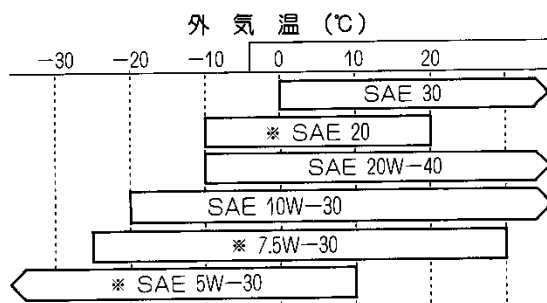 外 気 温 (℃)
-30 -20 -10 0 10 20
SAE 30
※ SAE 20
SAE 20W-40
SAE 10W-30
※ 7.5W-30
※ SAE 5W-30